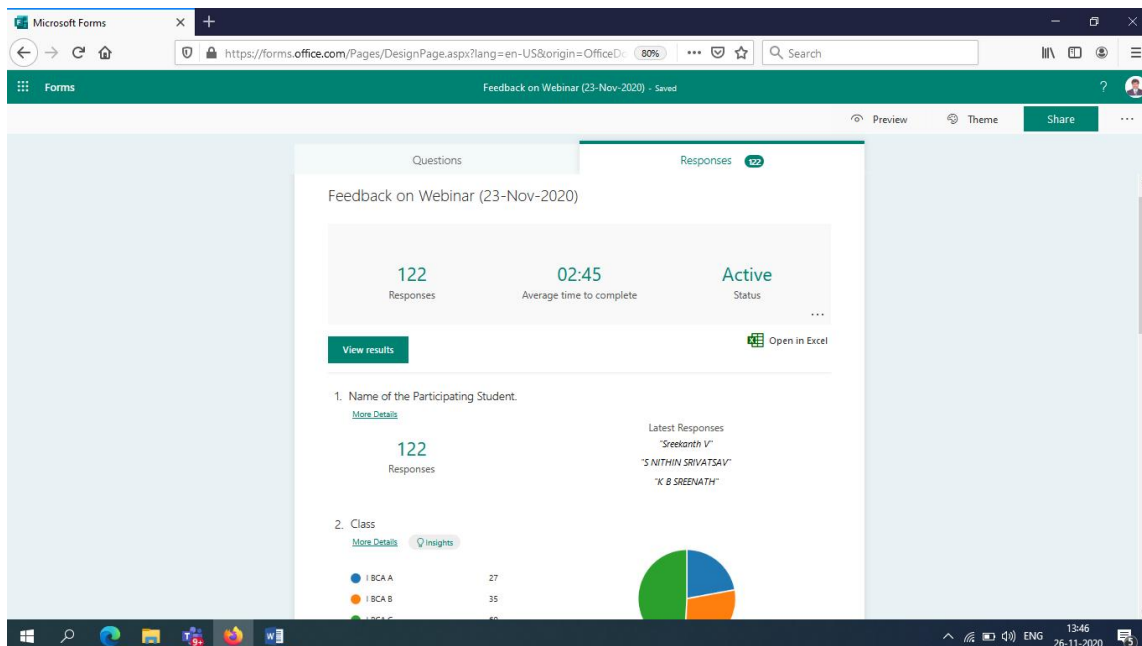 Microsoft Forms
https://forms.office.com/Pages/DesignPage.aspx?lang=en-US&origin=OfficeDo 80% Search
Forms Feedback on Webinar (23-Nov-2020) - Saved ?
Preview Theme Share
Questions Responses 122
Feedback on Webinar (23-Nov-2020)
122 02:45 Active
Responses Average time to complete Status
View results Open in Excel
1. Name of the Participating Student.
More Details
Latest Responses
122
Responses
"Sreekanth V"
"S NITHIN SRIVATSAV"
"K B SREENATH"
2. Class
More Details Insights
I BCA A 27
I BCA B 35
9+ ENG 13:46
26-11-2020 5